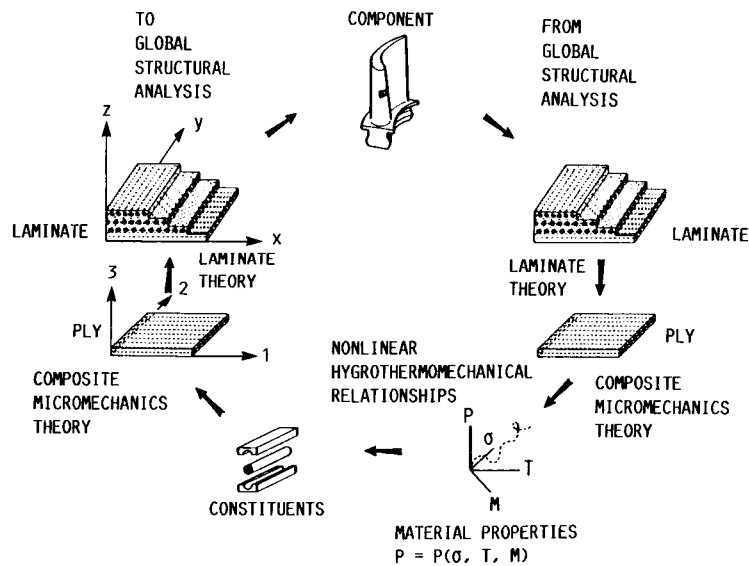 TO
GLOBAL
STRUCTURAL
ANALYSIS
COMPONENT
FROM
GLOBAL
STRUCTURAL
ANALYSIS
z
y
x
LAMINATE
LAMINATE
THEORY
LAMINATE
LAMINATE
THEORY
3
2
1
PLY
PLY
COMPOSITE
MICROMECHANICS
THEORY
NONLINEAR
HYGROTHERMOMECHANICAL
RELATIONSHIPS
COMPOSITE
MICROMECHANICS
THEORY
P
σ
T
M
CONSTITUENTS
MATERIAL PROPERTIES
P = P(σ, T, M)